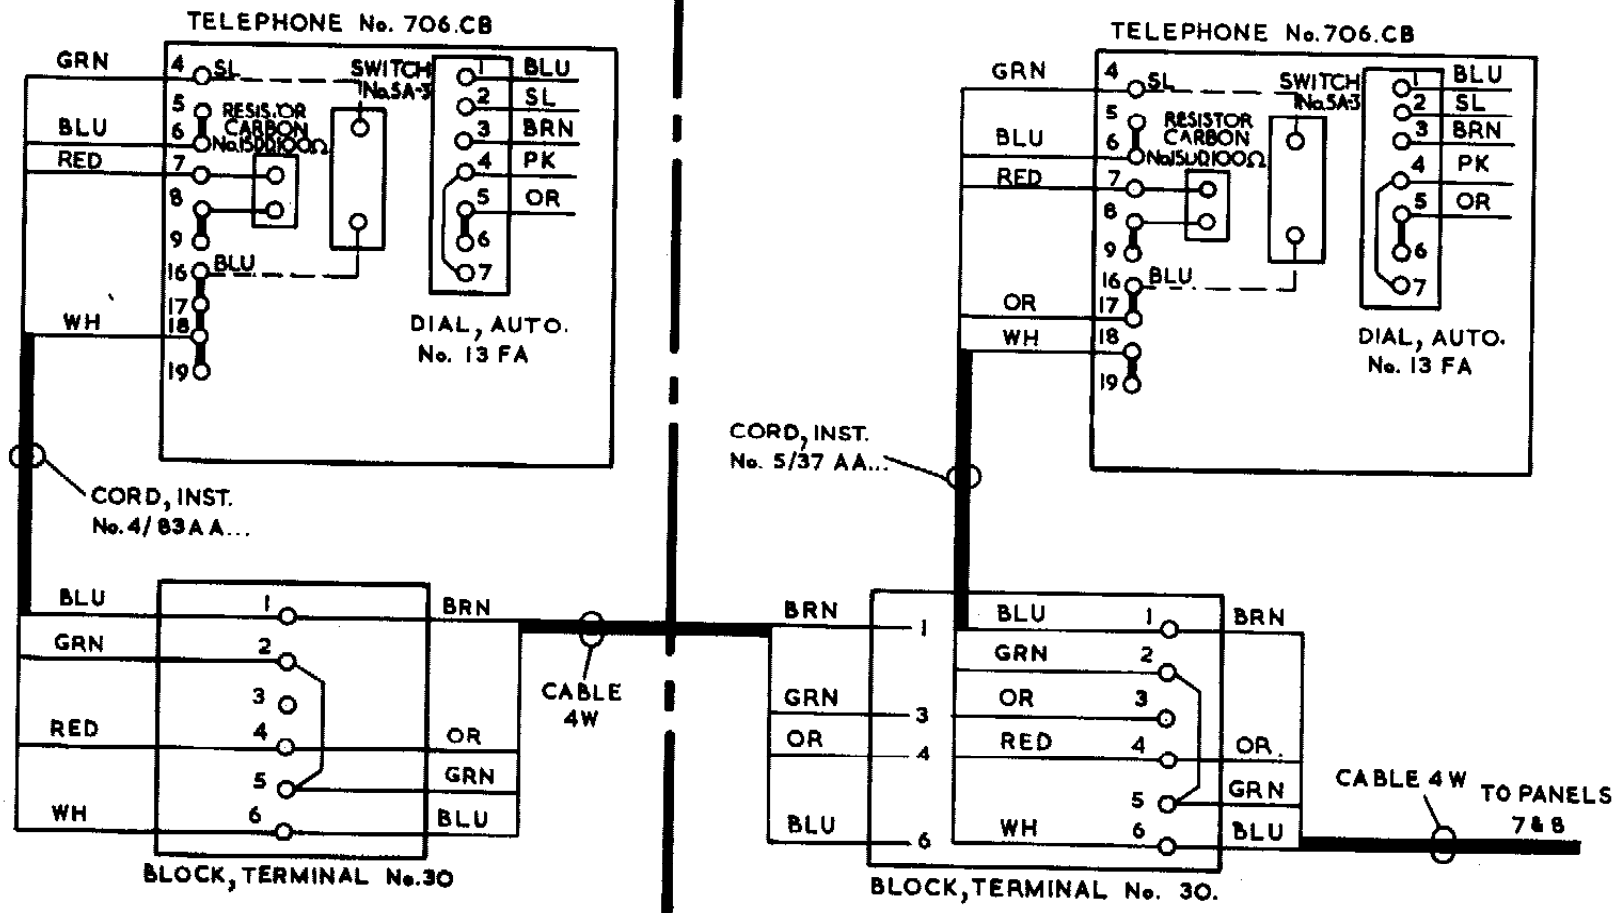 TELEPHONE No. 706.CB
GRN
4
SL
SWITCH
No.5A-3
5
BLU
6
RESISTOR
CARBON
No.15UD100Ω
RED
7
8
9
16
BLU
17
WH
18
19
1 BLU
2 SL
3 BRN
4 PK
5 OR
6
7
DIAL, AUTO.
No. 13 FA
CORD, INST.
No. 4/83AA...
BLU 1 BRN
GRN 2
3
RED 4 OR
5 GRN
WH 6 BLU
BLOCK, TERMINAL No.30
CABLE
4W
TELEPHONE No.706.CB
GRN
4
SL
SWITCH
No.5A-3
5
BLU
6
RESISTOR
CARBON
No.15UD100Ω
RED
7
8
9
16
BLU
OR
17
WH
18
19
1 BLU
2 SL
3 BRN
4 PK
5 OR
6
7
DIAL, AUTO.
No. 13 FA
CORD, INST.
No. 5/37 AA...
BRN 1 BLU 1 BRN
GRN 2
GRN 3 OR 3
OR 4 RED 4 OR.
5 GRN
BLU 6 WH 6 BLU
BLOCK, TERMINAL No. 30.
CABLE 4W
TO PANELS
7 & 8